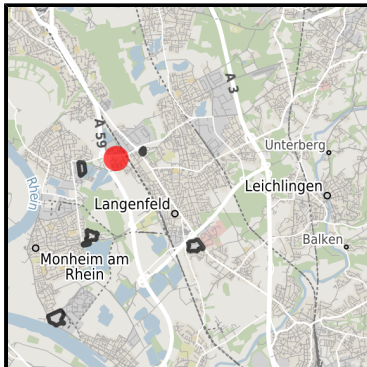 A 3
A 59
Unterberg
Rhein
Leichlingen
Langenfeld
Balken
Monheim am
Rhein